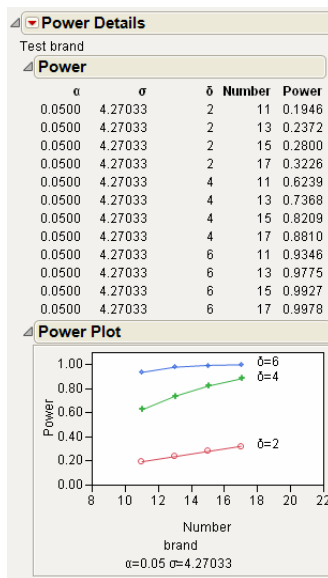 Power Details
Test brand
Power
α σ δ Number Power
0.0500 4.27033 2 11 0.1946
0.0500 4.27033 2 13 0.2372
0.0500 4.27033 2 15 0.2800
0.0500 4.27033 2 17 0.3226
0.0500 4.27033 4 11 0.6239
0.0500 4.27033 4 13 0.7368
0.0500 4.27033 4 15 0.8209
0.0500 4.27033 4 17 0.8810
0.0500 4.27033 6 11 0.9346
0.0500 4.27033 6 13 0.9775
0.0500 4.27033 6 15 0.9927
0.0500 4.27033 6 17 0.9978
Power Plot
1.00
0.80
0.60
0.40
0.20
0.00
Power
δ=6
δ=4
δ=2
8 10 12 14 16 18 20 22
Number
brand
α=0.05 σ=4.27033